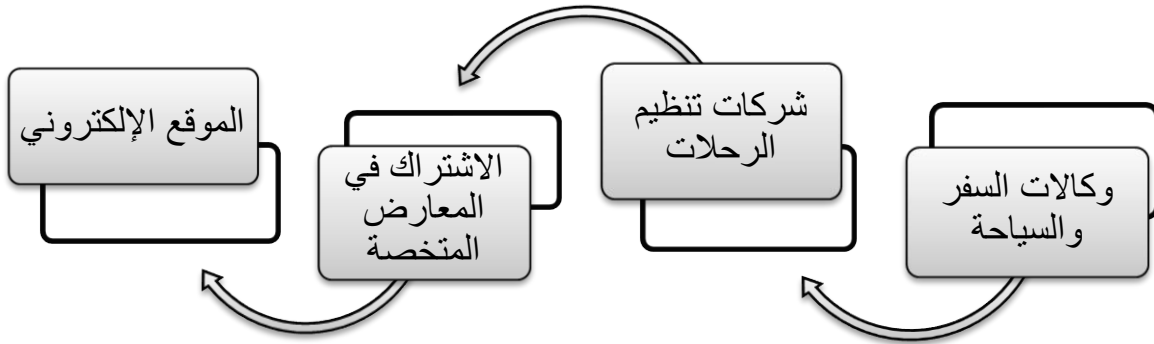 وكالات السفر
والسياحة
شركات تنظيم
الرحلات
الاشتراك في
المعارض
المتخصة
الموقع الإلكتروني